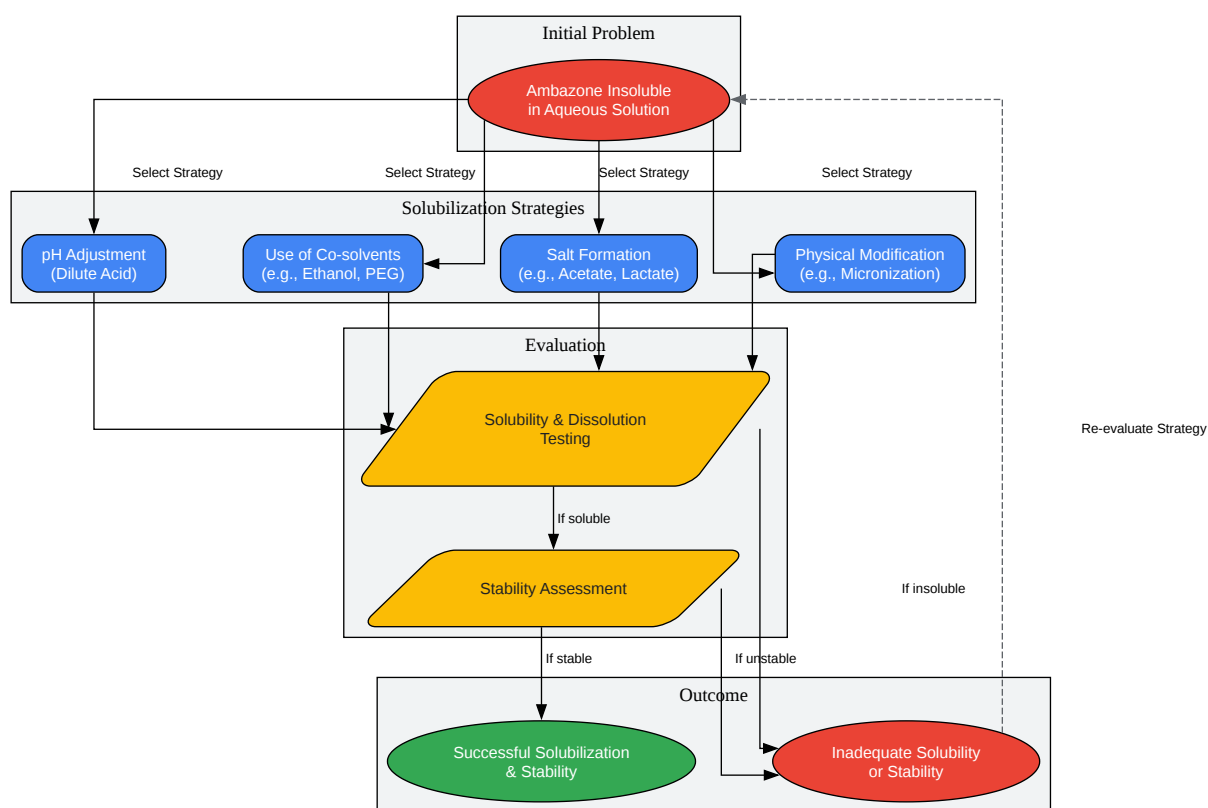 Initial Problem
Ambazone Insoluble
in Aqueous Solution
Select Strategy
Select Strategy
Select Strategy
Select Strategy
Solubilization Strategies
pH Adjustment
(Dilute Acid)
Use of Co-solvents
(e.g., Ethanol, PEG)
Salt Formation
(e.g., Acetate, Lactate)
Physical Modification
(e.g., Micronization)
Evaluation
Solubility & Dissolution
Testing
Re-evaluate Strategy
If soluble
Stability Assessment
If insoluble
If stable
If unstable
Outcome
Successful Solubilization
& Stability
Inadequate Solubility
or Stability